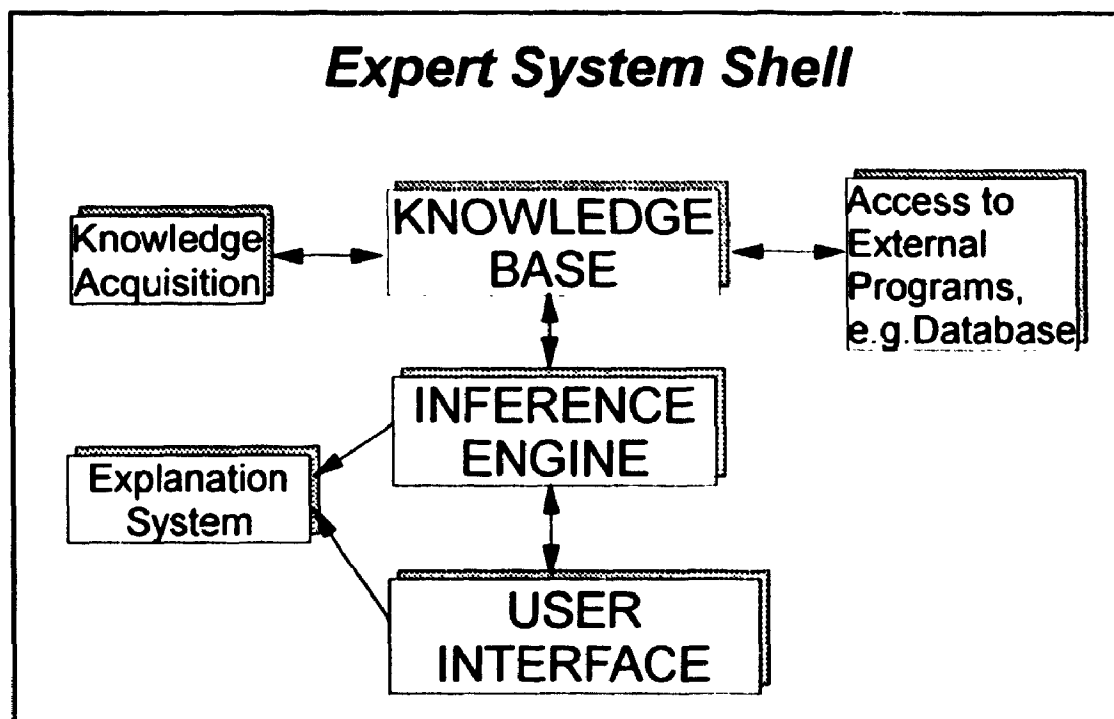 Expert System Shell
Knowledge
Acquisition
KNOWLEDGE
BASE
Access to
External
Programs,
e.g.Database
INFERENCE
ENGINE
Explanation
System
USER
INTERFACE